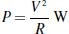 P = V²/R W